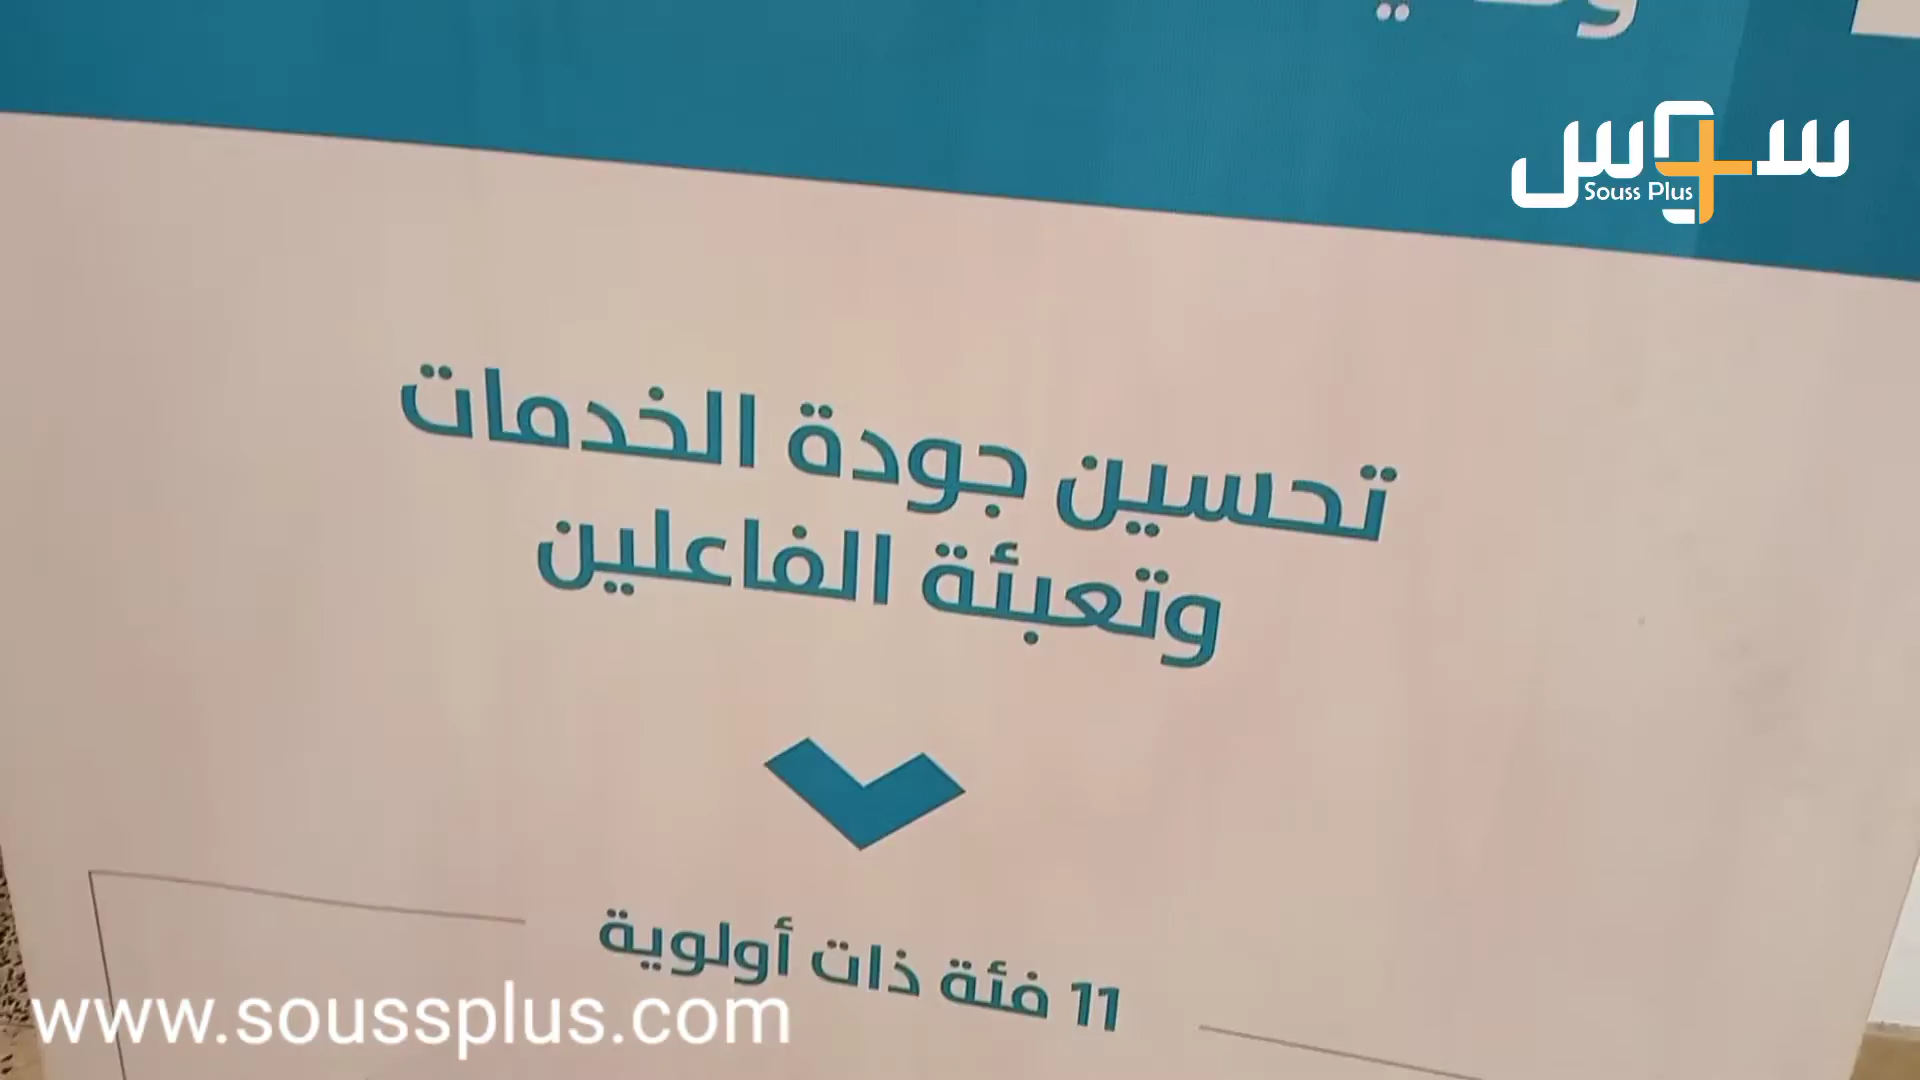 سوس
Souss Plus
تحسين جودة الخدمات
وتعبئة الفاعلين
11 فئة ذات أولوية
www.soussplus.com